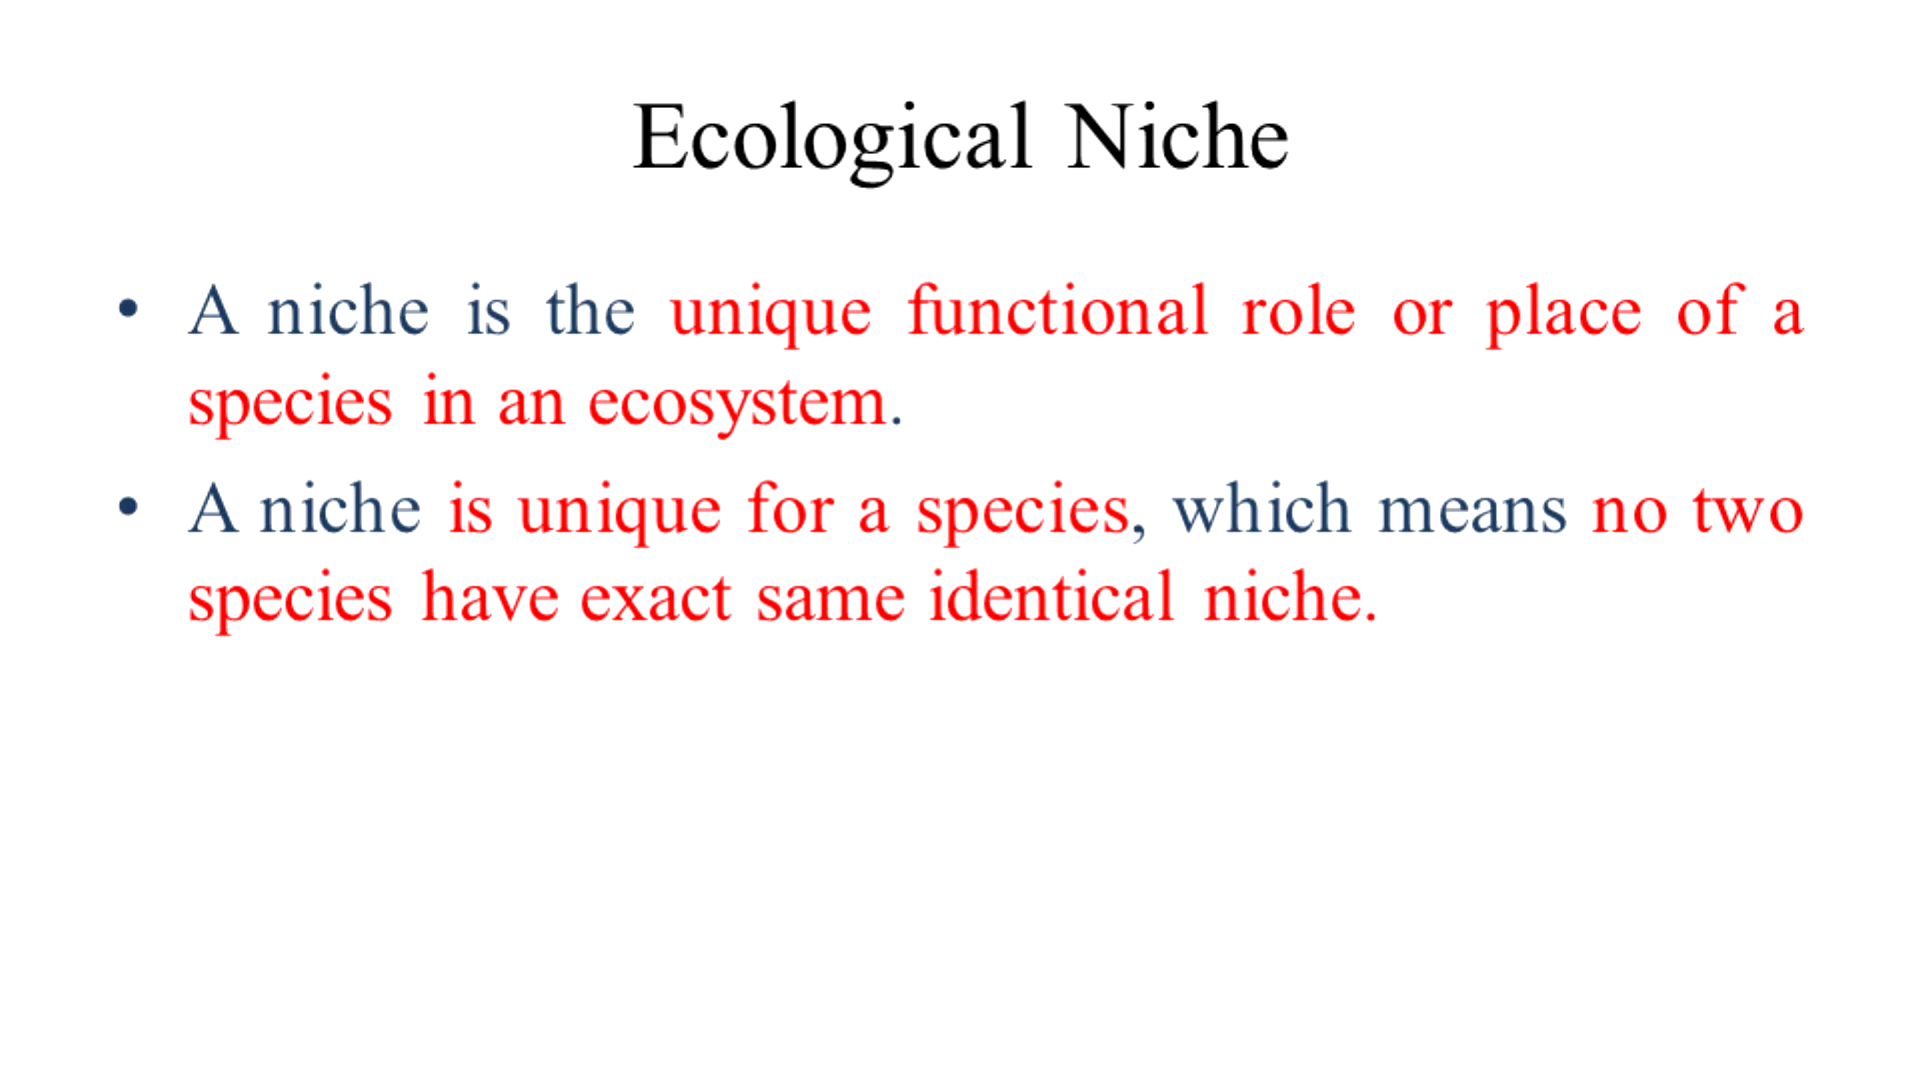 Ecological Niche
• A niche is the unique functional role or place of a
species in an ecosystem.
• A niche is unique for a species, which means no two
species have exact same identical niche.